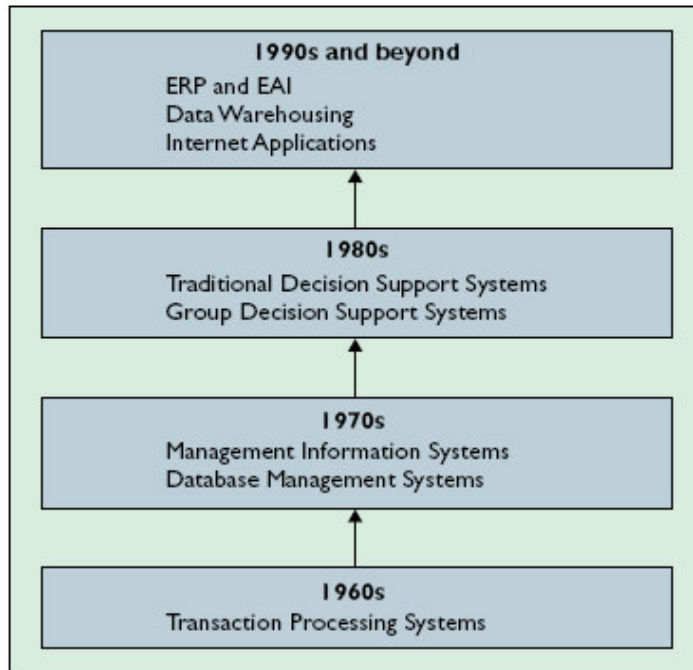 1990s and beyond
ERP and EAI
Data Warehousing
Internet Applications
1980s
Traditional Decision Support Systems
Group Decision Support Systems
1970s
Management Information Systems
Database Management Systems
1960s
Transaction Processing Systems